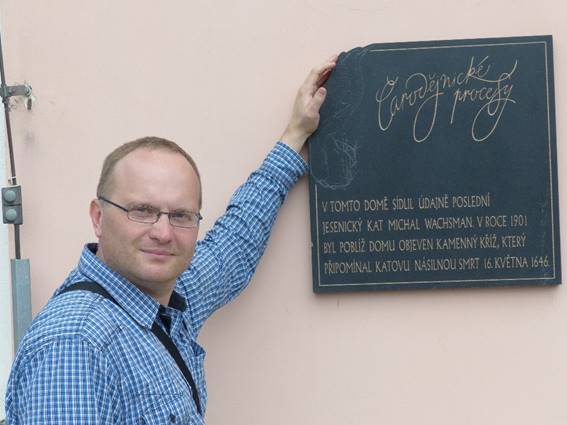 Čarodějnické
procesy
V TOMTO DOMĚ SÍDLIL ÚDAJNĚ POSLEDNÍ
JESENICKÝ KAT MICHAL WACHSMAN. V ROCE 1901
BYL POBLÍŽ DOMU OBJEVEN KAMENNÝ KŘÍŽ, KTERÝ
PŘIPOMÍNAL KATOVU NÁSILNOU SMRT 16. KVĚTNA 1646.